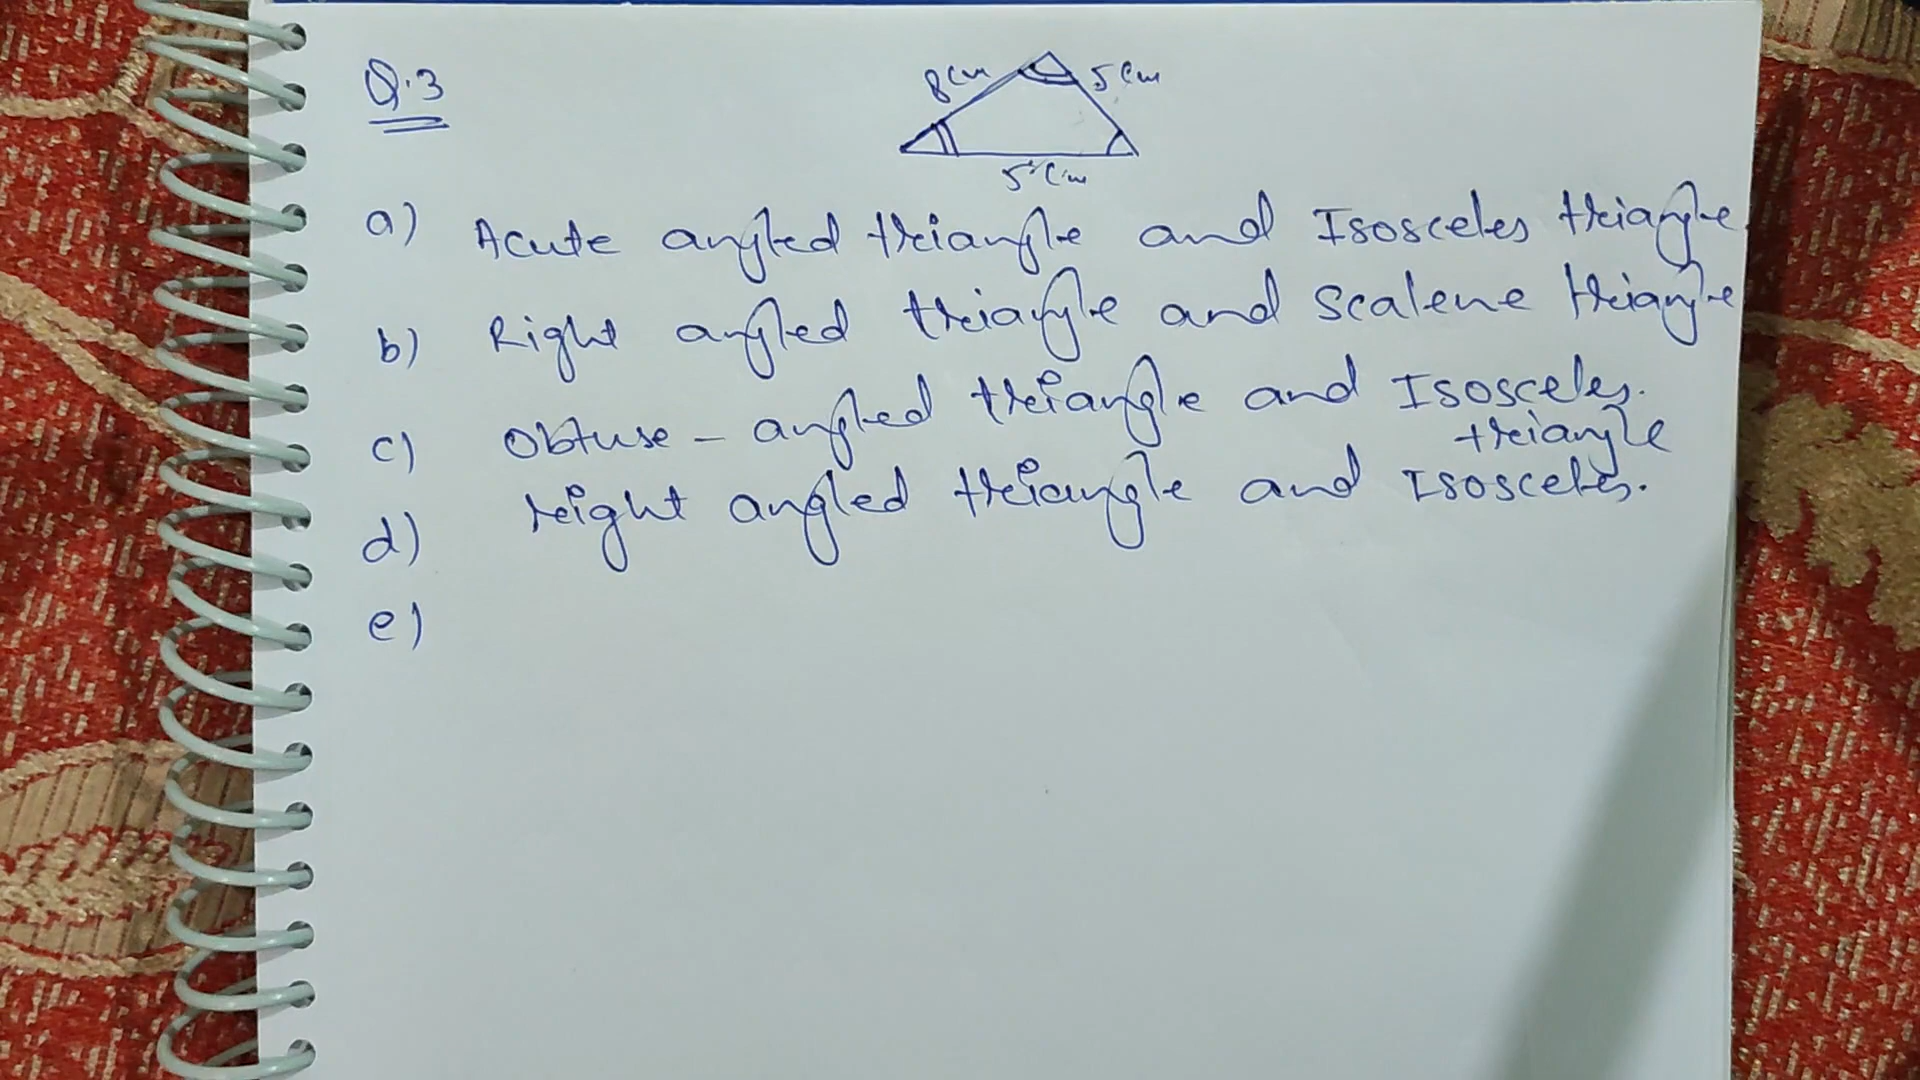 Q.3
8cm 5cm
5cm
a) Acute angled triangle and Isosceles triangle
b) Right angled triangle and scalene triangle
c) Obtuse-angled triangle and Isosceles.
triangle
d) right angled triangle and Isosceles.
e)